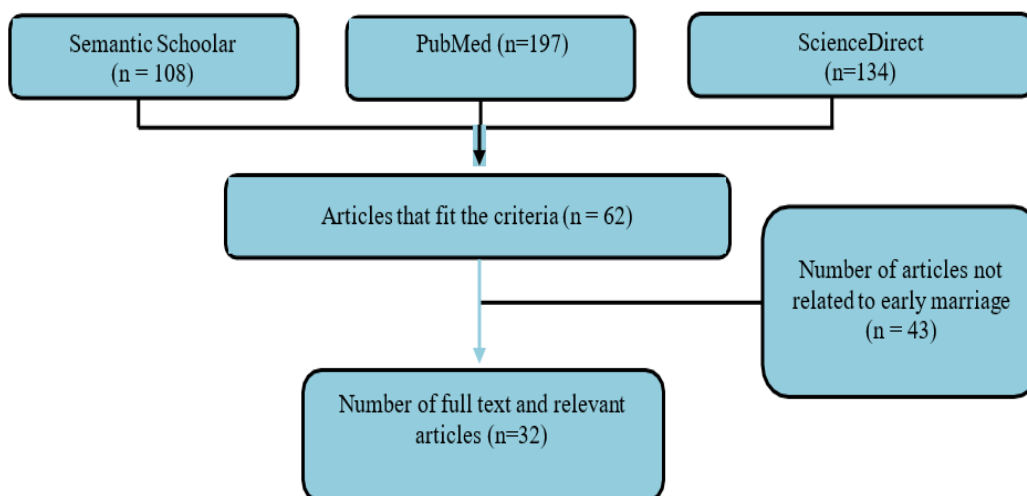 Semantic Schoolar
(n = 108)
PubMed (n=197)
ScienceDirect
(n=134)
Articles that fit the criteria (n = 62)
Number of articles not
related to early marriage
(n = 43)
Number of full text and relevant
articles (n=32)